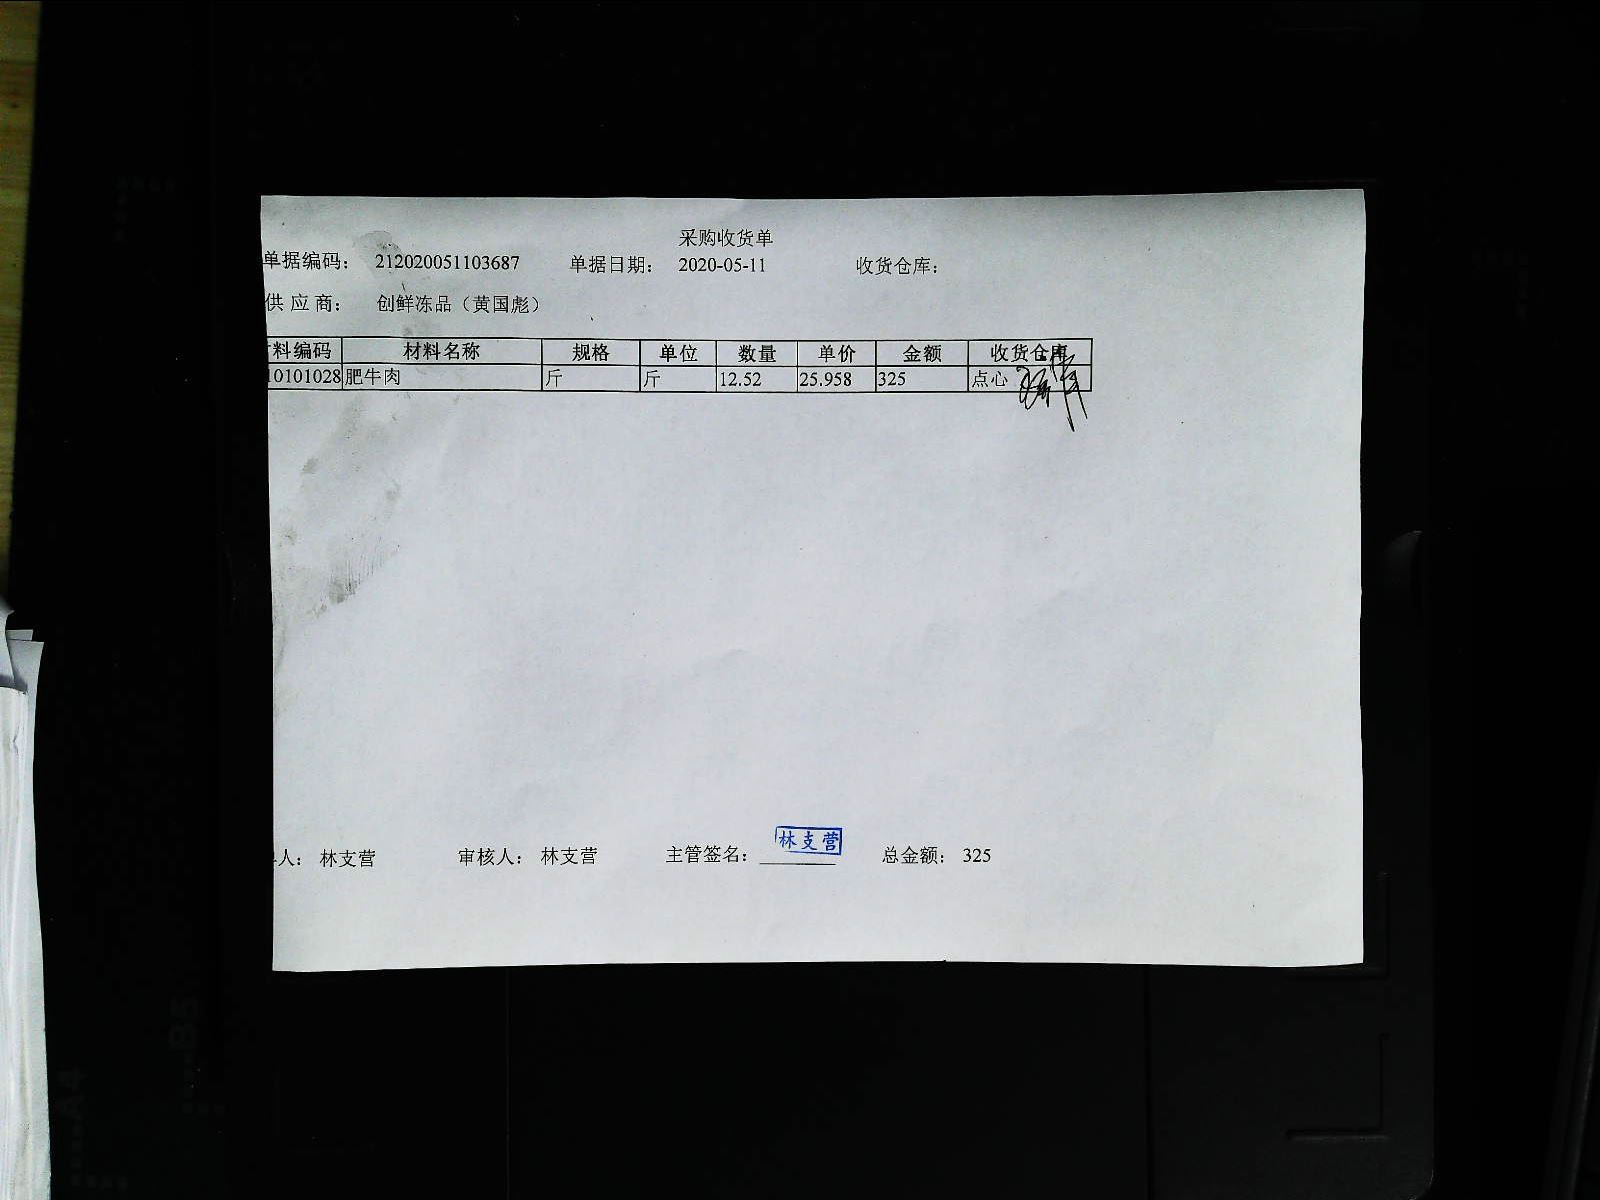 采购收货单
单据编码： 212020051103687 单据日期： 2020-05-11 收货仓库：
供 应 商： 创鲜冻品（黄国彪）
料编码 材料名称 规格 单位 数量 单价 金额 收货仓库
10101028 肥牛肉 斤 斤 12.52 25.958 325 点心
人： 林支营 审核人： 林支营 主管签名： 林支营 总金额： 325